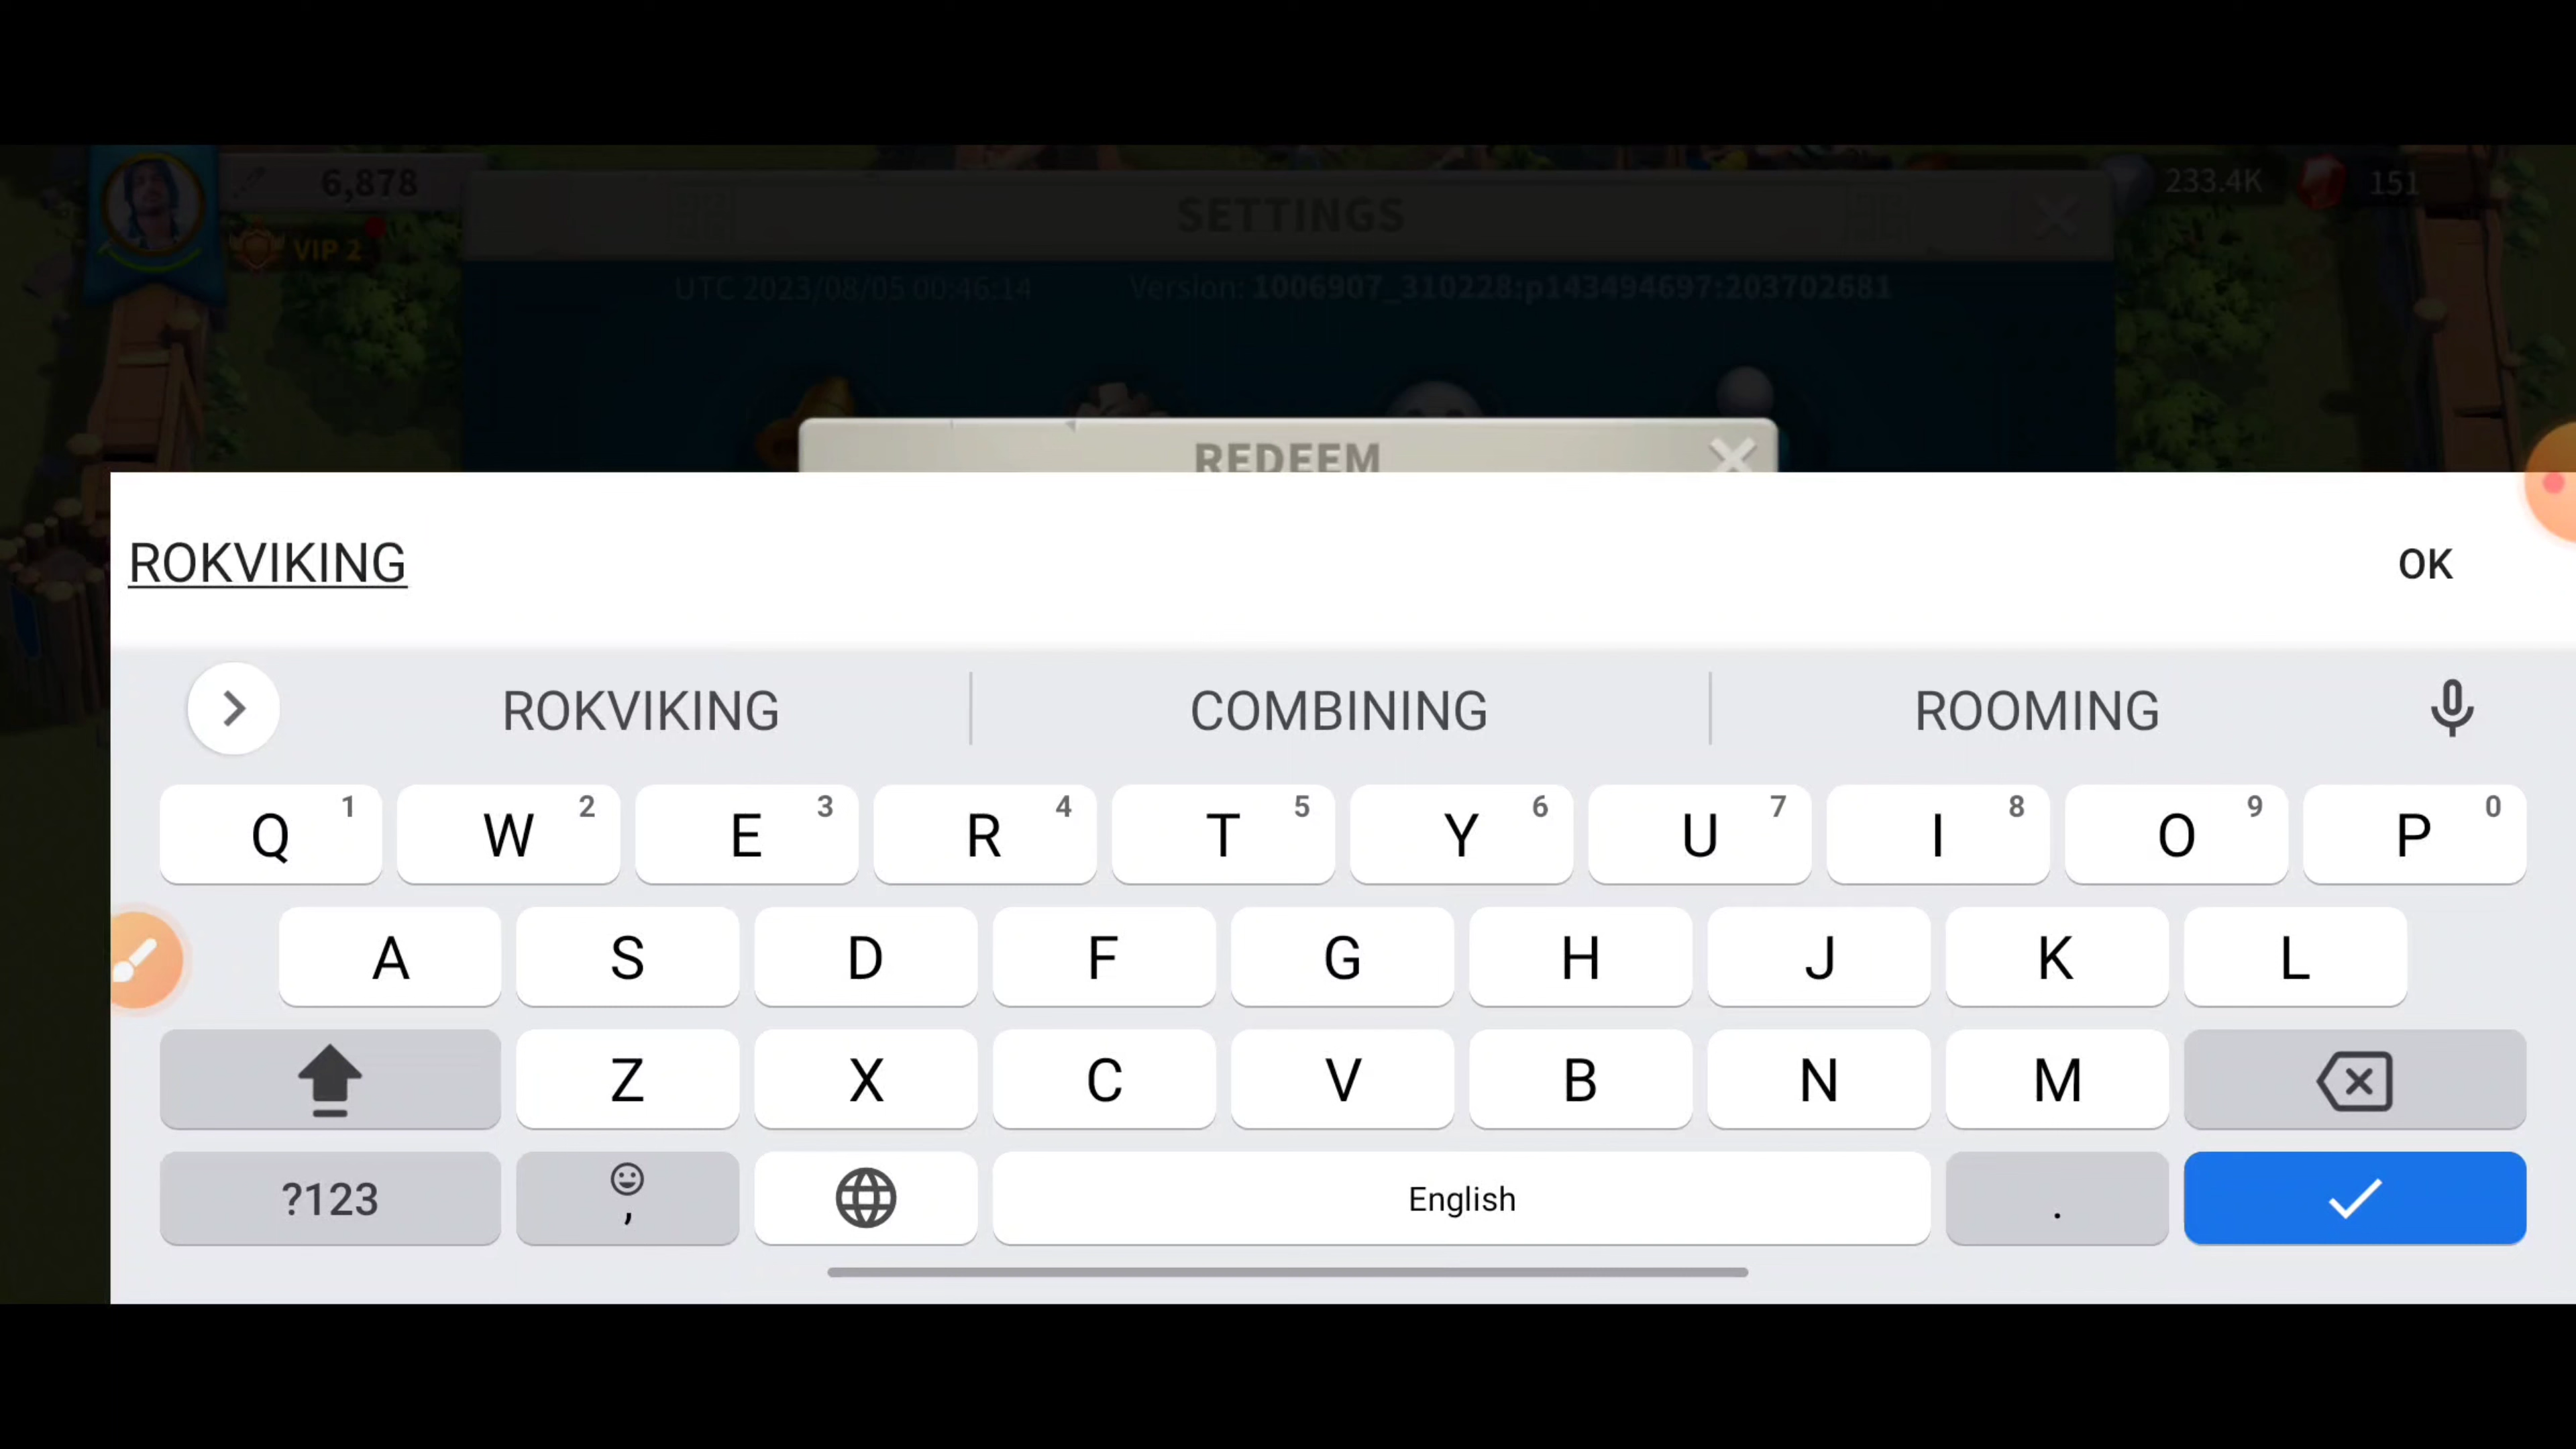 6,878
SETTINGS
233.4K
151
VIP 2
UTC 2023/08/05 00:46:14
Version: 1006907_310228:p143494697:203702681
REDEEM
ROKVIKING
OK
ROKVIKING
COMBINING
ROOMING
Q 1 W 2 E 3 R 4 T 5 Y 6 U 7 I 8 O 9 P 0
A S D F G H J K L
Z X C V B N M
?123 , English .